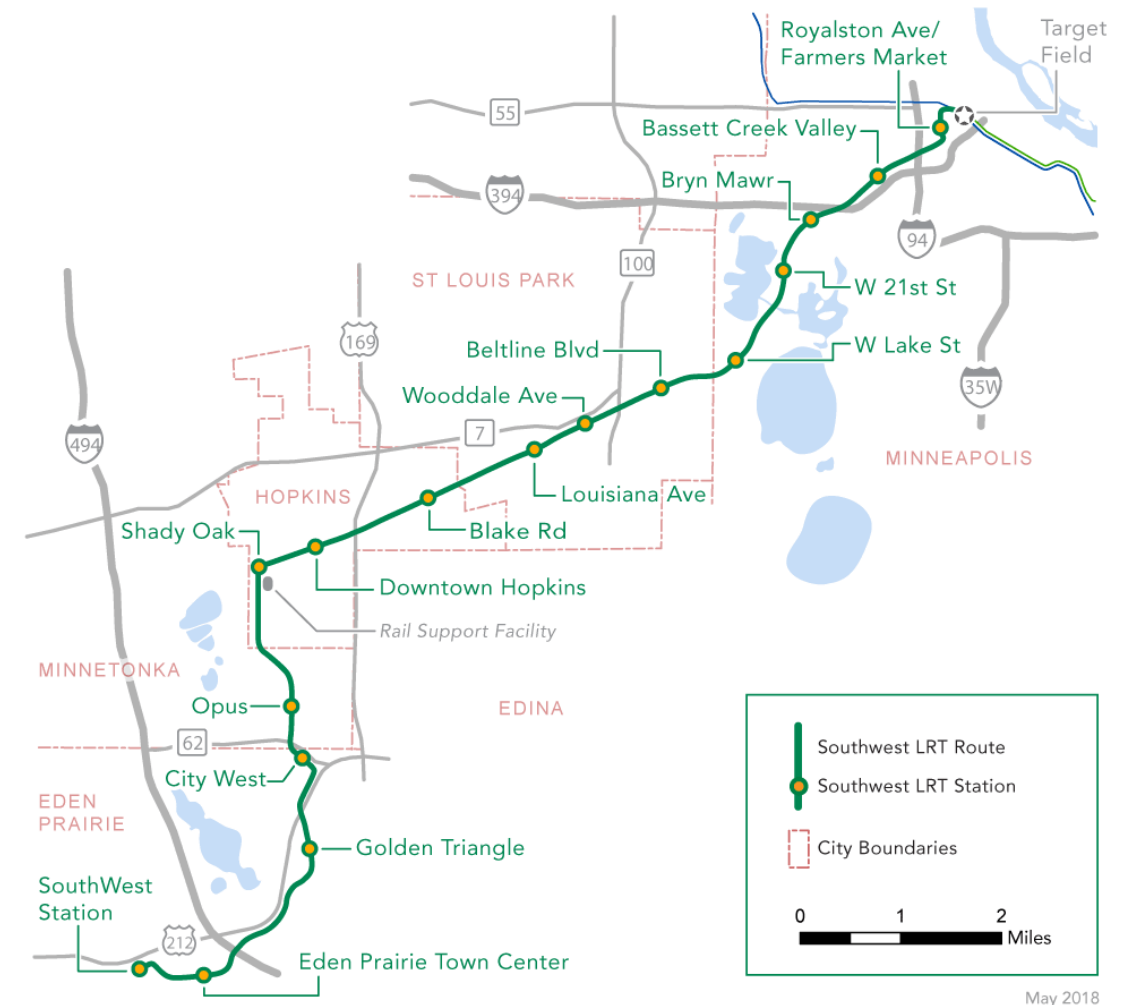 Royalston Ave/
Farmers Market
Target
Field
55
Bassett Creek Valley
Bryn Mawr
394
94
100
ST LOUIS PARK
W 21st St
169
Beltline Blvd
W Lake St
Wooddale Ave
35W
7
494
MINNEAPOLIS
HOPKINS
Louisiana Ave
Shady Oak
Blake Rd
Downtown Hopkins
Rail Support Facility
MINNETONKA
Opus
EDINA
62
City West
EDEN
PRAIRIE
Golden Triangle
SouthWest
Station
212
Eden Prairie Town Center
Southwest LRT Route
Southwest LRT Station
City Boundaries
0 1 2
Miles
May 2018